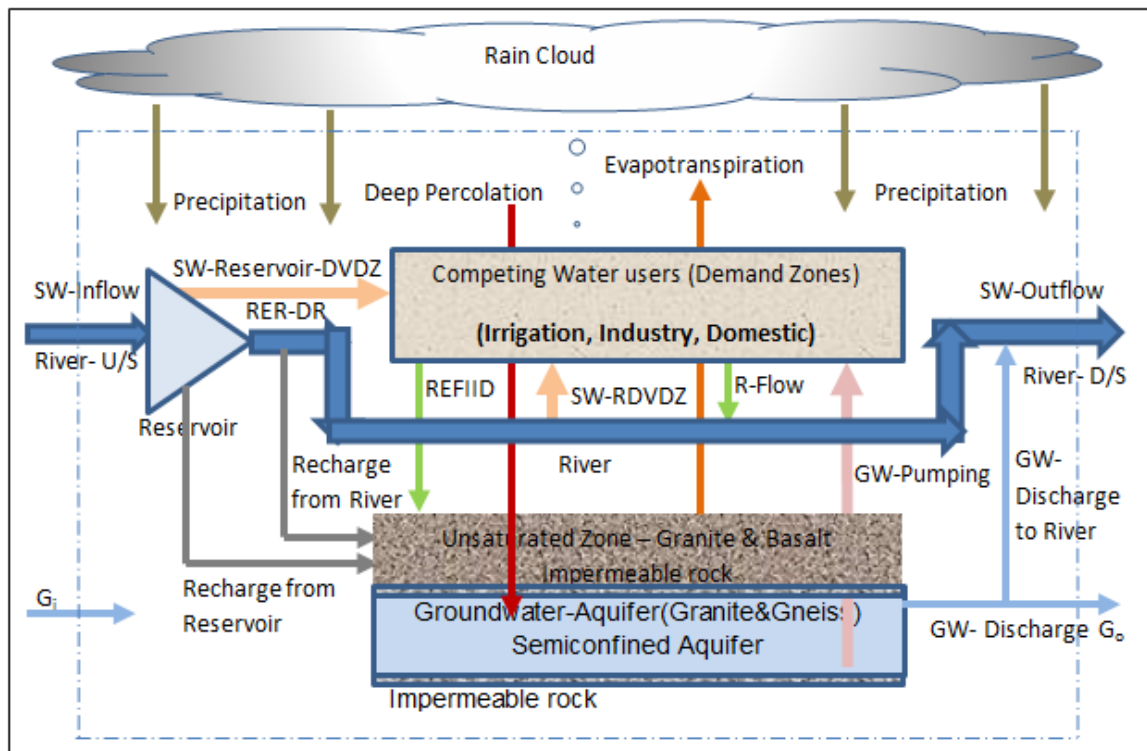 Rain Cloud
Evapotranspiration
Precipitation
Deep Percolation
Precipitation
SW-Reservoir-DVDZ
Competing Water users (Demand Zones)
SW-Inflow
SW-Outflow
RER-DR
(Irrigation, Industry, Domestic)
River- U/S
River- D/S
REFIID
SW-RDVDZ
R-Flow
Reservoir
Recharge
from River
River
GW-Pumping
GW-
Discharge
to River
Unsaturated Zone – Granite & Basalt
Impermeable rock
Recharge from
Reservoir
Gi
Groundwater-Aquifer(Granite&Gneiss)
Semiconfined Aquifer
GW- Discharge Go
Impermeable rock